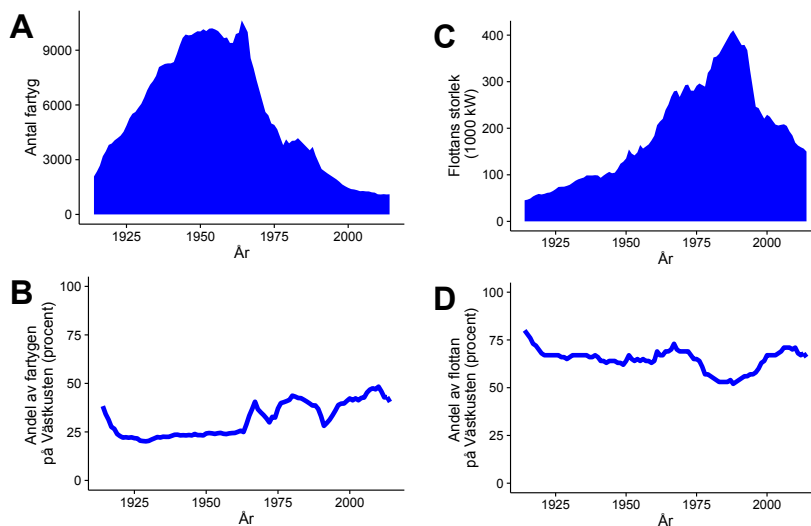 A
Antal fartyg
9000
6000
3000
0
1925 1950 1975 2000
År
B
Andel av fartygen
på Västkusten (procent)
100
75
50
25
0
1925 1950 1975 2000
År
C
Flottans storlek
(1000 kW)
400
300
200
100
0
1925 1950 1975 2000
År
D
Andel av flottan
på Västkusten (procent)
100
75
50
25
0
1925 1950 1975 2000
År